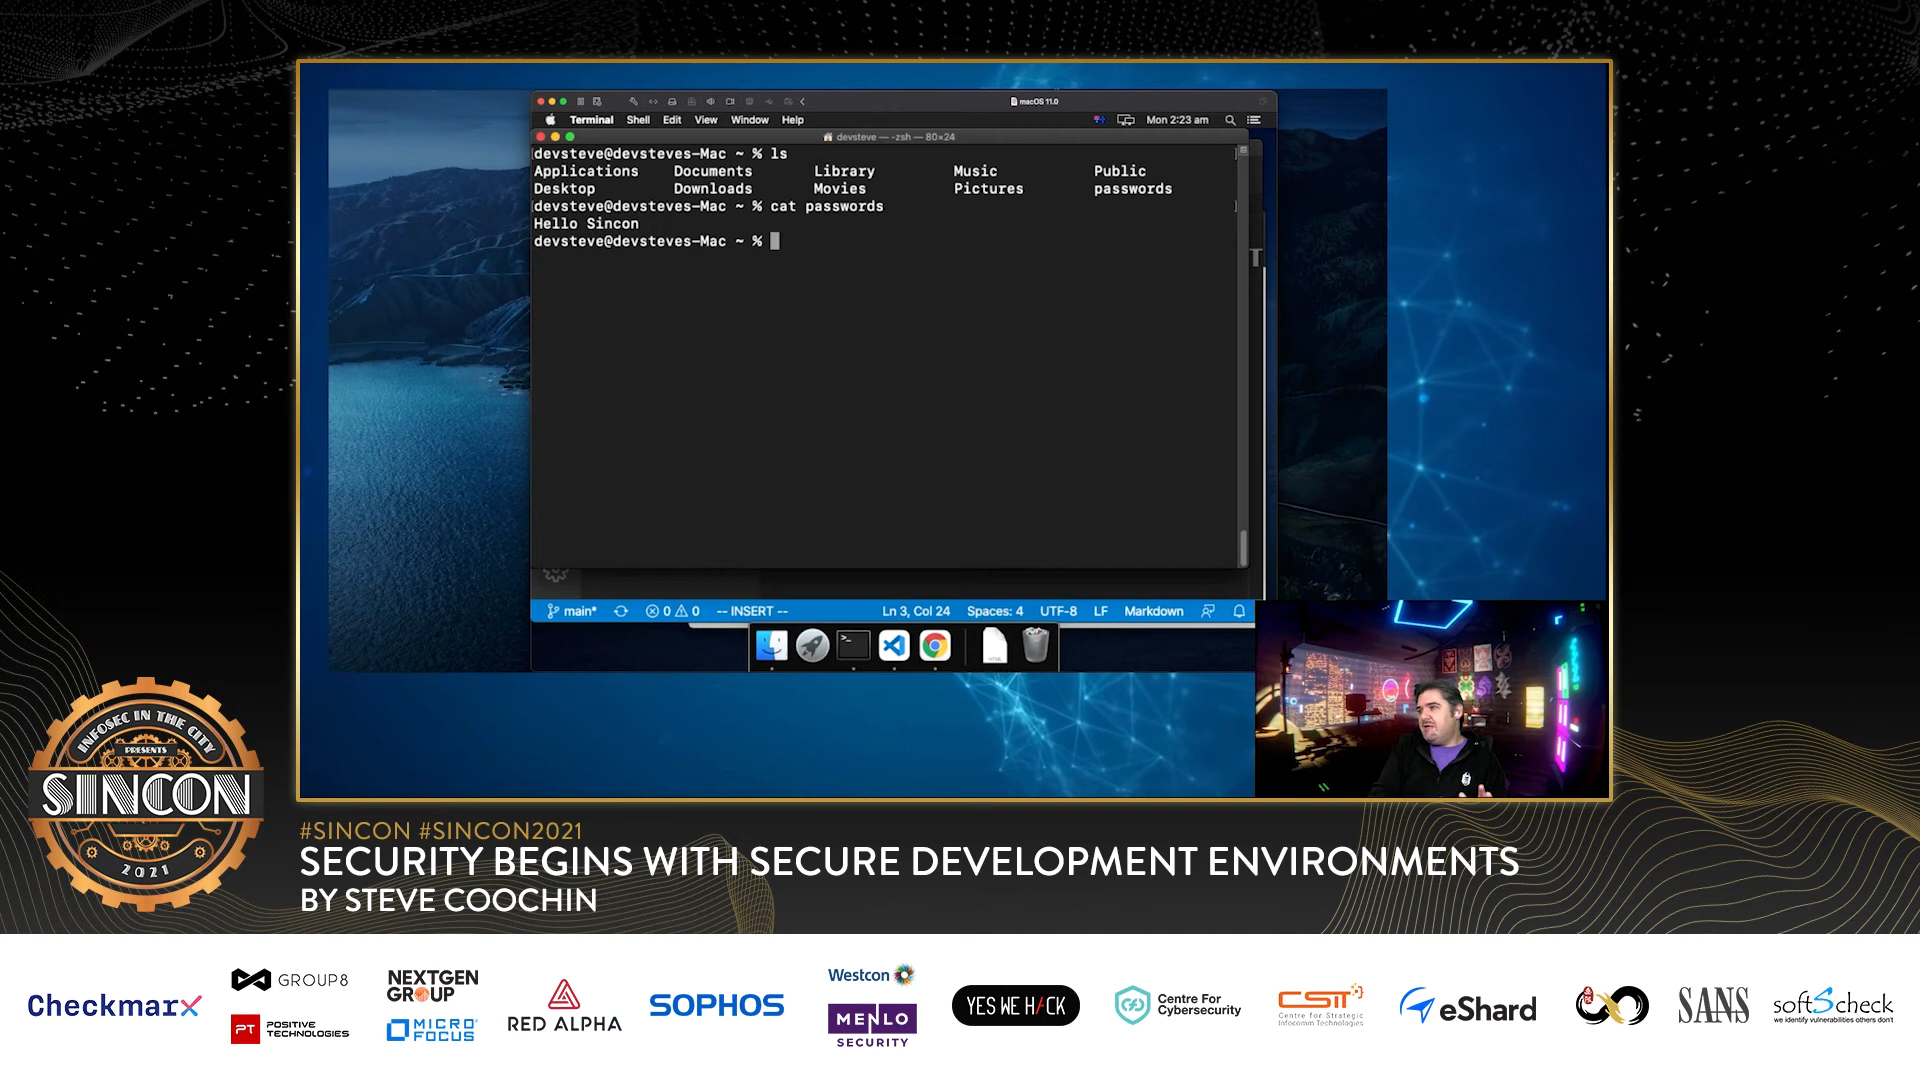 macOS 11.0
Terminal Shell Edit View Window Help Mon 2:23 am
devsteve — -zsh — 80×24
devsteve@devsteves-Mac ~ % ls
Applications Documents Library Music Public
Desktop Downloads Movies Pictures passwords
devsteve@devsteves-Mac ~ % cat passwords
Hello Sincon
devsteve@devsteves-Mac ~ %
T
main* 0 0 -- INSERT -- Ln 3, Col 24 Spaces: 4 UTF-8 LF Markdown
INFOSEC IN THE CITY
PRESENTS
SINCON
2021
#SINCON #SINCON2021
SECURITY BEGINS WITH SECURE DEVELOPMENT ENVIRONMENTS
BY STEVE COOCHIN
Checkmarx
GROUP8
PT POSITIVE TECHNOLOGIES
NEXTGEN
GROUP
MICRO
FOCUS
RED ALPHA
SOPHOS
Westcon
MENLO
SECURITY
YES WE H/CK
Centre For
Cybersecurity
CSIT
Centre for Strategic
Infocomm Technologies
eShard
SANS
softScheck
we identify vulnerabilities others don't